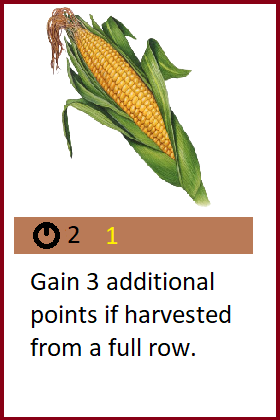 2 1
Gain 3 additional
points if harvested
from a full row.